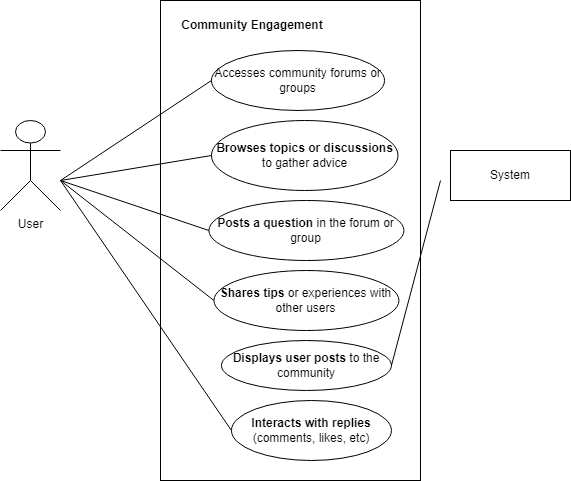 Community Engagement
Accesses community forums or
groups
Browses topics or discussions
to gather advice
System
User
Posts a question in the forum or
group
Shares tips or experiences with
other users
Displays user posts to the
community
Interacts with replies
(comments, likes, etc)